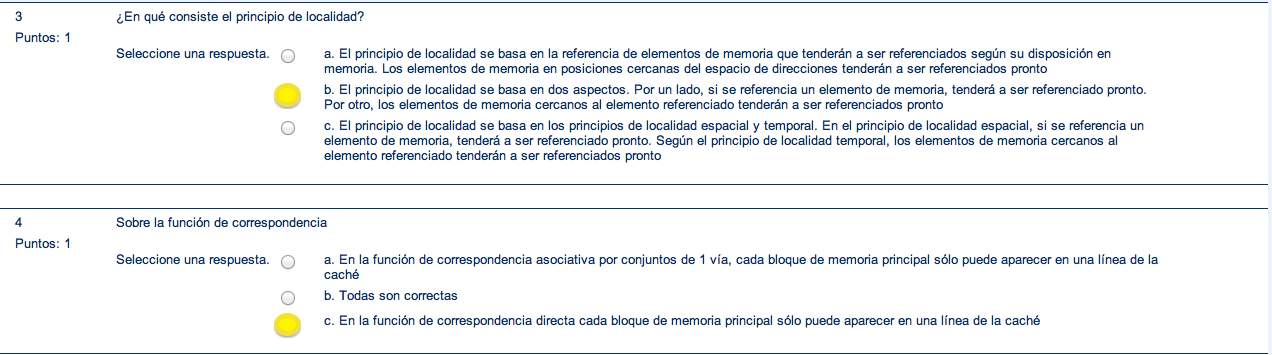 3 ¿En qué consiste el principio de localidad?
Puntos: 1
Seleccione una respuesta. a. El principio de localidad se basa en la referencia de elementos de memoria que tenderán a ser referenciados según su disposición en
memoria. Los elementos de memoria en posiciones cercanas del espacio de direcciones tenderán a ser referenciados pronto
b. El principio de localidad se basa en dos aspectos. Por un lado, si se referencia un elemento de memoria, tenderá a ser referenciado pronto.
Por otro, los elementos de memoria cercanos al elemento referenciado tenderán a ser referenciados pronto
c. El principio de localidad se basa en los principios de localidad espacial y temporal. En el principio de localidad espacial, si se referencia un
elemento de memoria, tenderá a ser referenciado pronto. Según el principio de localidad temporal, los elementos de memoria cercanos al
elemento referenciado tenderán a ser referenciados pronto
4 Sobre la función de correspondencia
Puntos: 1
Seleccione una respuesta. a. En la función de correspondencia asociativa por conjuntos de 1 vía, cada bloque de memoria principal sólo puede aparecer en una línea de la
caché
b. Todas son correctas
c. En la función de correspondencia directa cada bloque de memoria principal sólo puede aparecer en una línea de la caché